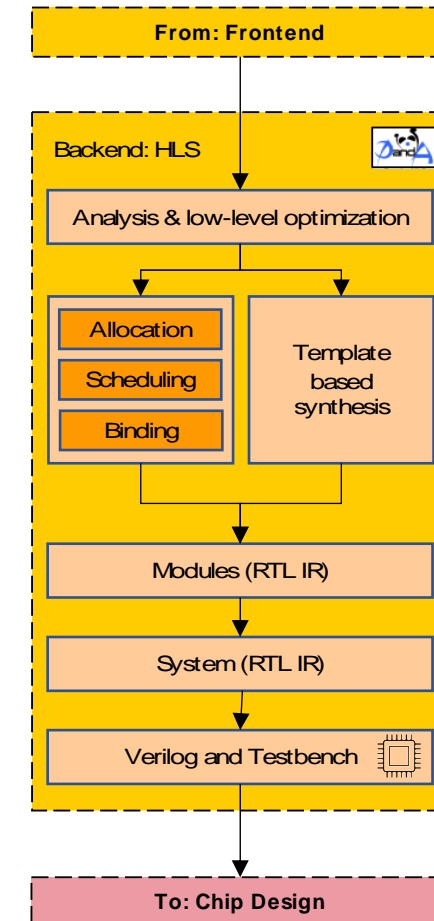 From: Frontend
Backend: HLS
PandA
Analysis & low-level optimization
Allocation
Scheduling
Binding
Template
based
synthesis
Modules (RTL IR)
System (RTL IR)
Verilog and Testbench
To: Chip Design